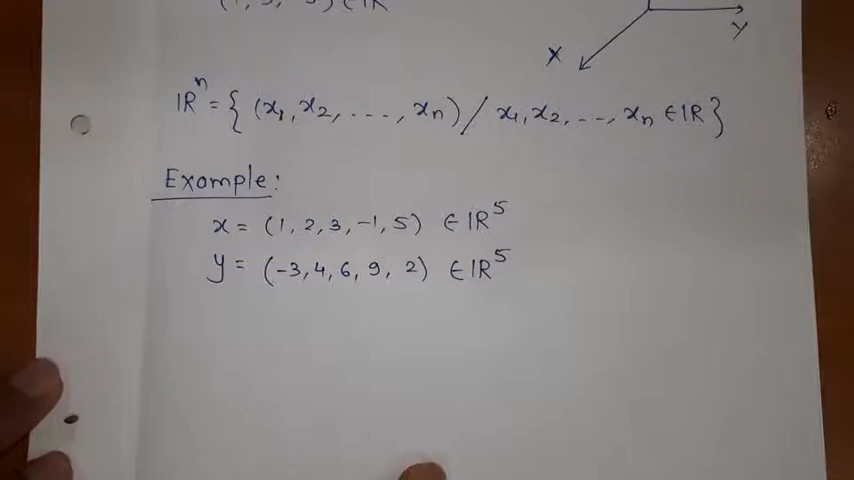 X
Y
IRⁿ = { (x₁, x₂, ...., xₙ) / x₁, x₂, ..., xₙ ∈ IR }
Example:
x = (1, 2, 3, -1, 5) ∈ IR⁵
y = (-3, 4, 6, 9, 2) ∈ IR⁵